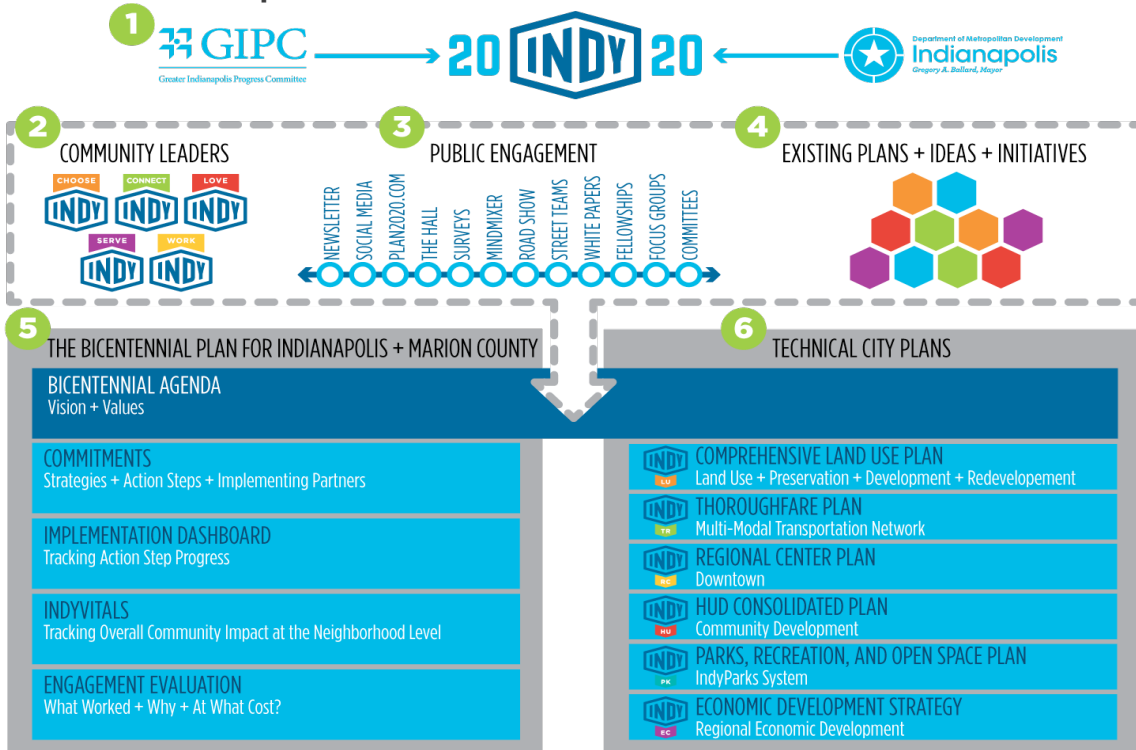 1
GIPC
Greater Indianapolis Progress Committee
20 INDY 20
Department of Metropolitan Development
Indianapolis
Gregory A. Ballard, Mayor
2
COMMUNITY LEADERS
CHOOSE
INDY
CONNECT
INDY
LOVE
INDY
SERVE
INDY
WORK
INDY
3
PUBLIC ENGAGEMENT
NEWSLETTER
SOCIAL MEDIA
PLAN2020.COM
THE HALL
SURVEYS
MINDMIXER
ROAD SHOW
STREET TEAMS
WHITE PAPERS
FELLOWSHIPS
FOCUS GROUPS
COMMITTEES
4
EXISTING PLANS + IDEAS + INITIATIVES
5
THE BICENTENNIAL PLAN FOR INDIANAPOLIS + MARION COUNTY
BICENTENNIAL AGENDA
Vision + Values
COMMITMENTS
Strategies + Action Steps + Implementing Partners
IMPLEMENTATION DASHBOARD
Tracking Action Step Progress
INDYVITALS
Tracking Overall Community Impact at the Neighborhood Level
ENGAGEMENT EVALUATION
What Worked + Why + At What Cost?
6
TECHNICAL CITY PLANS
INDY
LU
COMPREHENSIVE LAND USE PLAN
Land Use + Preservation + Development + Redevelopement
INDY
TR
THOROUGHFARE PLAN
Multi-Modal Transportation Network
INDY
RC
REGIONAL CENTER PLAN
Downtown
INDY
HU
HUD CONSOLIDATED PLAN
Community Development
INDY
PK
PARKS, RECREATION, AND OPEN SPACE PLAN
IndyParks System
INDY
EC
ECONOMIC DEVELOPMENT STRATEGY
Regional Economic Development